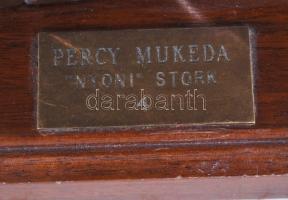 PERCY MUKEDA
"NYONI" STORK
darabanth